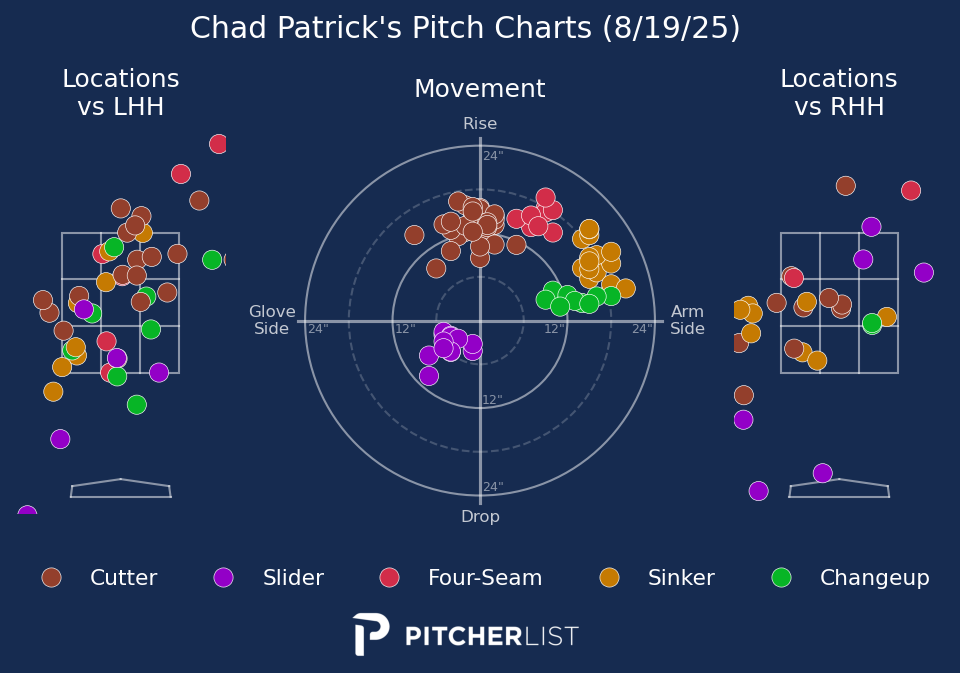 Chad Patrick's Pitch Charts (8/19/25)
Locations
vs LHH
Movement
Locations
vs RHH
Rise
24"
Glove
Side
24"
12"
12"
24"
Arm
Side
12"
24"
Drop
Cutter
Slider
Four-Seam
Sinker
Changeup
PITCHERLIST